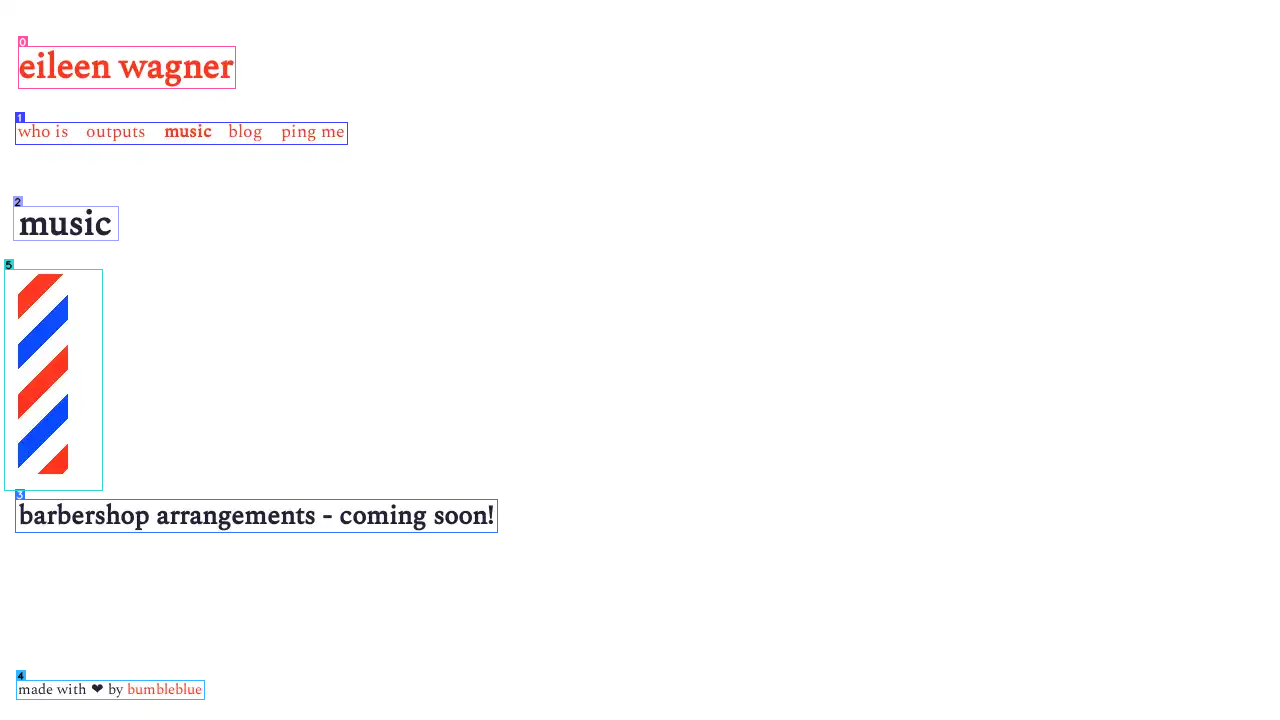 eileen wagner
who is outputs music blog ping me
music
barbershop arrangements - coming soon!
made with ❤ by bumbleblue
0
1
2
5
3
4